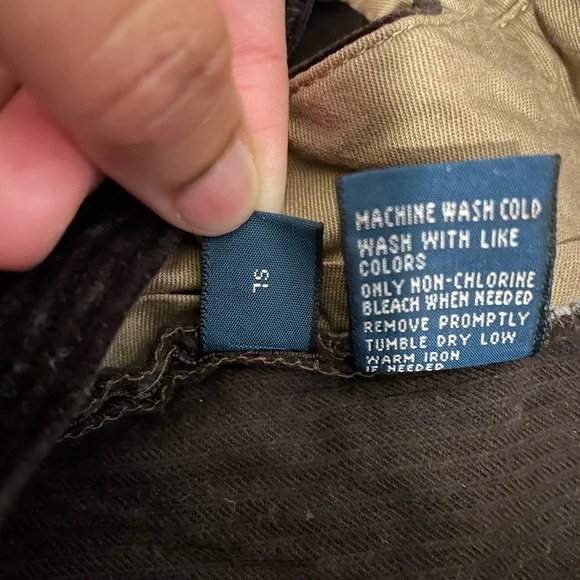 SL
MACHINE WASH COLD
WASH WITH LIKE
COLORS
ONLY NON-CHLORINE
BLEACH WHEN NEEDED
REMOVE PROMPTLY
TUMBLE DRY LOW
WARM IRON
IF NEEDED